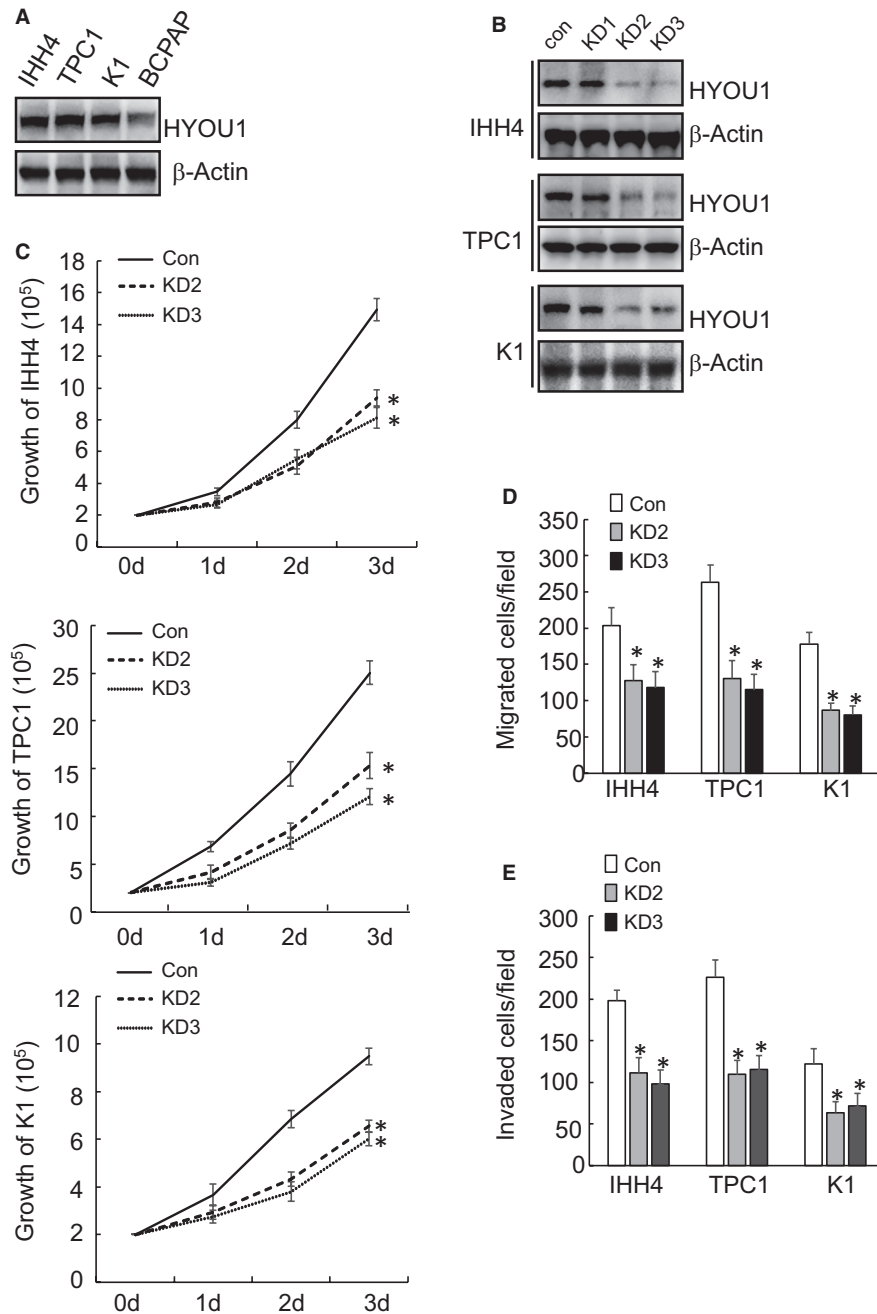 A
IHH4
TPC1
K1
BCPAP
HYOU1
β-Actin
B
con
KD1
KD2
KD3
IHH4
HYOU1
β-Actin
TPC1
HYOU1
β-Actin
K1
HYOU1
β-Actin
C
Growth of IHH4 (10⁵)
18
16
14
12
10
8
6
4
2
0
Con
KD2
KD3
*
*
0d 1d 2d 3d
Growth of TPC1 (10⁵)
30
25
15
10
5
0
Con
KD2
KD3
*
*
0d 1d 2d 3d
Growth of K1 (10⁵)
12
10
8
6
4
2
0
Con
KD2
KD3
*
*
0d 1d 2d 3d
D
Migrated cells/field
350
300
250
200
150
100
50
0
Con
KD2
KD3
* * * * * *
IHH4 TPC1 K1
E
Invaded cells/field
300
250
200
150
100
50
0
Con
KD2
KD3
* * * * * *
IHH4 TPC1 K1